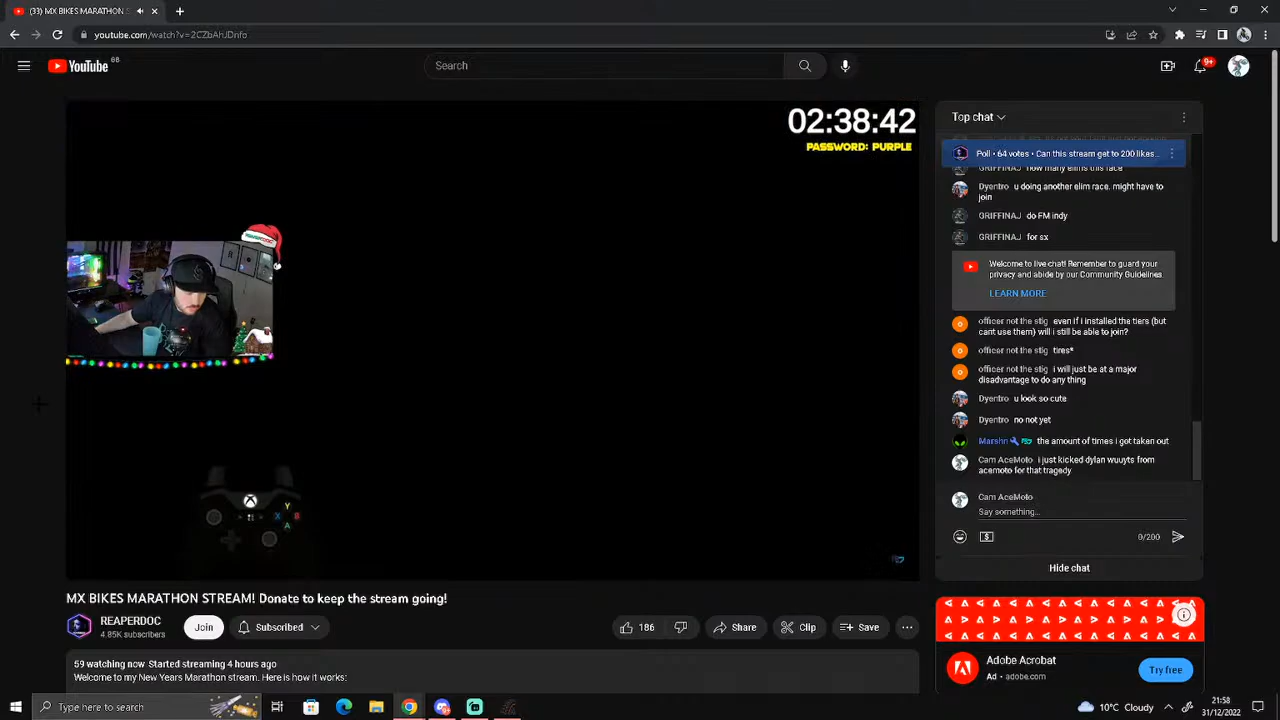 (33) MX BIKES MARATHON S
youtube.com/watch?v=2CZbAhJDnfo
YouTube GB
Search
9+
02:38:42
PASSWORD: PURPLE
REAPERDOC
Y
X B
A
MX BIKES MARATHON STREAM! Donate to keep the stream going!
REAPERDOC
4.85K subscribers
Join
Subscribed
186
Share
Clip
Save
59 watching now Started streaming 4 hours ago
Welcome to my New Years Marathon stream. Here is how it works:
Top chat
Poll • 64 votes • Can this stream get to 200 likes...
GRIFFINAJ how many elims this race
Dyentro u doing another elim race. might have to
join
GRIFFINAJ do FM indy
GRIFFINAJ for sx
Welcome to live chat! Remember to guard your
privacy and abide by our Community Guidelines.
LEARN MORE
officer not the stig even if i installed the tiers (but
cant use them} will i still be able to join?
officer not the stig tires*
officer not the stig i will just be at a major
disadvantage to do any thing
Dyentro u look so cute
Dyentro no not yet
Marshn the amount of times i got taken out
Cam AceMoto i just kicked dylan wuuyts from
acemoto for that tragedy
Cam AceMoto
Say something...
0/200
Hide chat
Adobe Acrobat
Ad • adobe.com
Try free
Type here to search
10°C Cloudy
21:58
31/12/2022